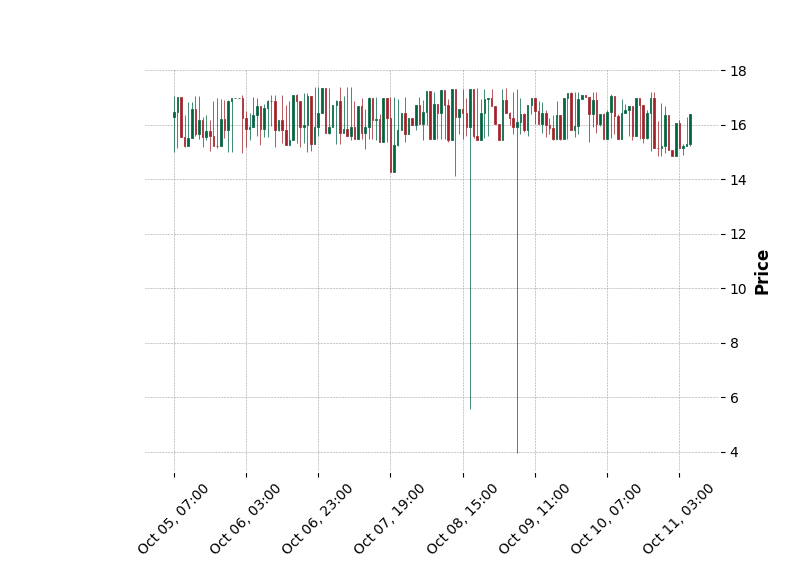 18
16
14
12
10
8
6
4
Price
Oct 05, 07:00
Oct 06, 03:00
Oct 06, 23:00
Oct 07, 19:00
Oct 08, 15:00
Oct 09, 11:00
Oct 10, 07:00
Oct 11, 03:00